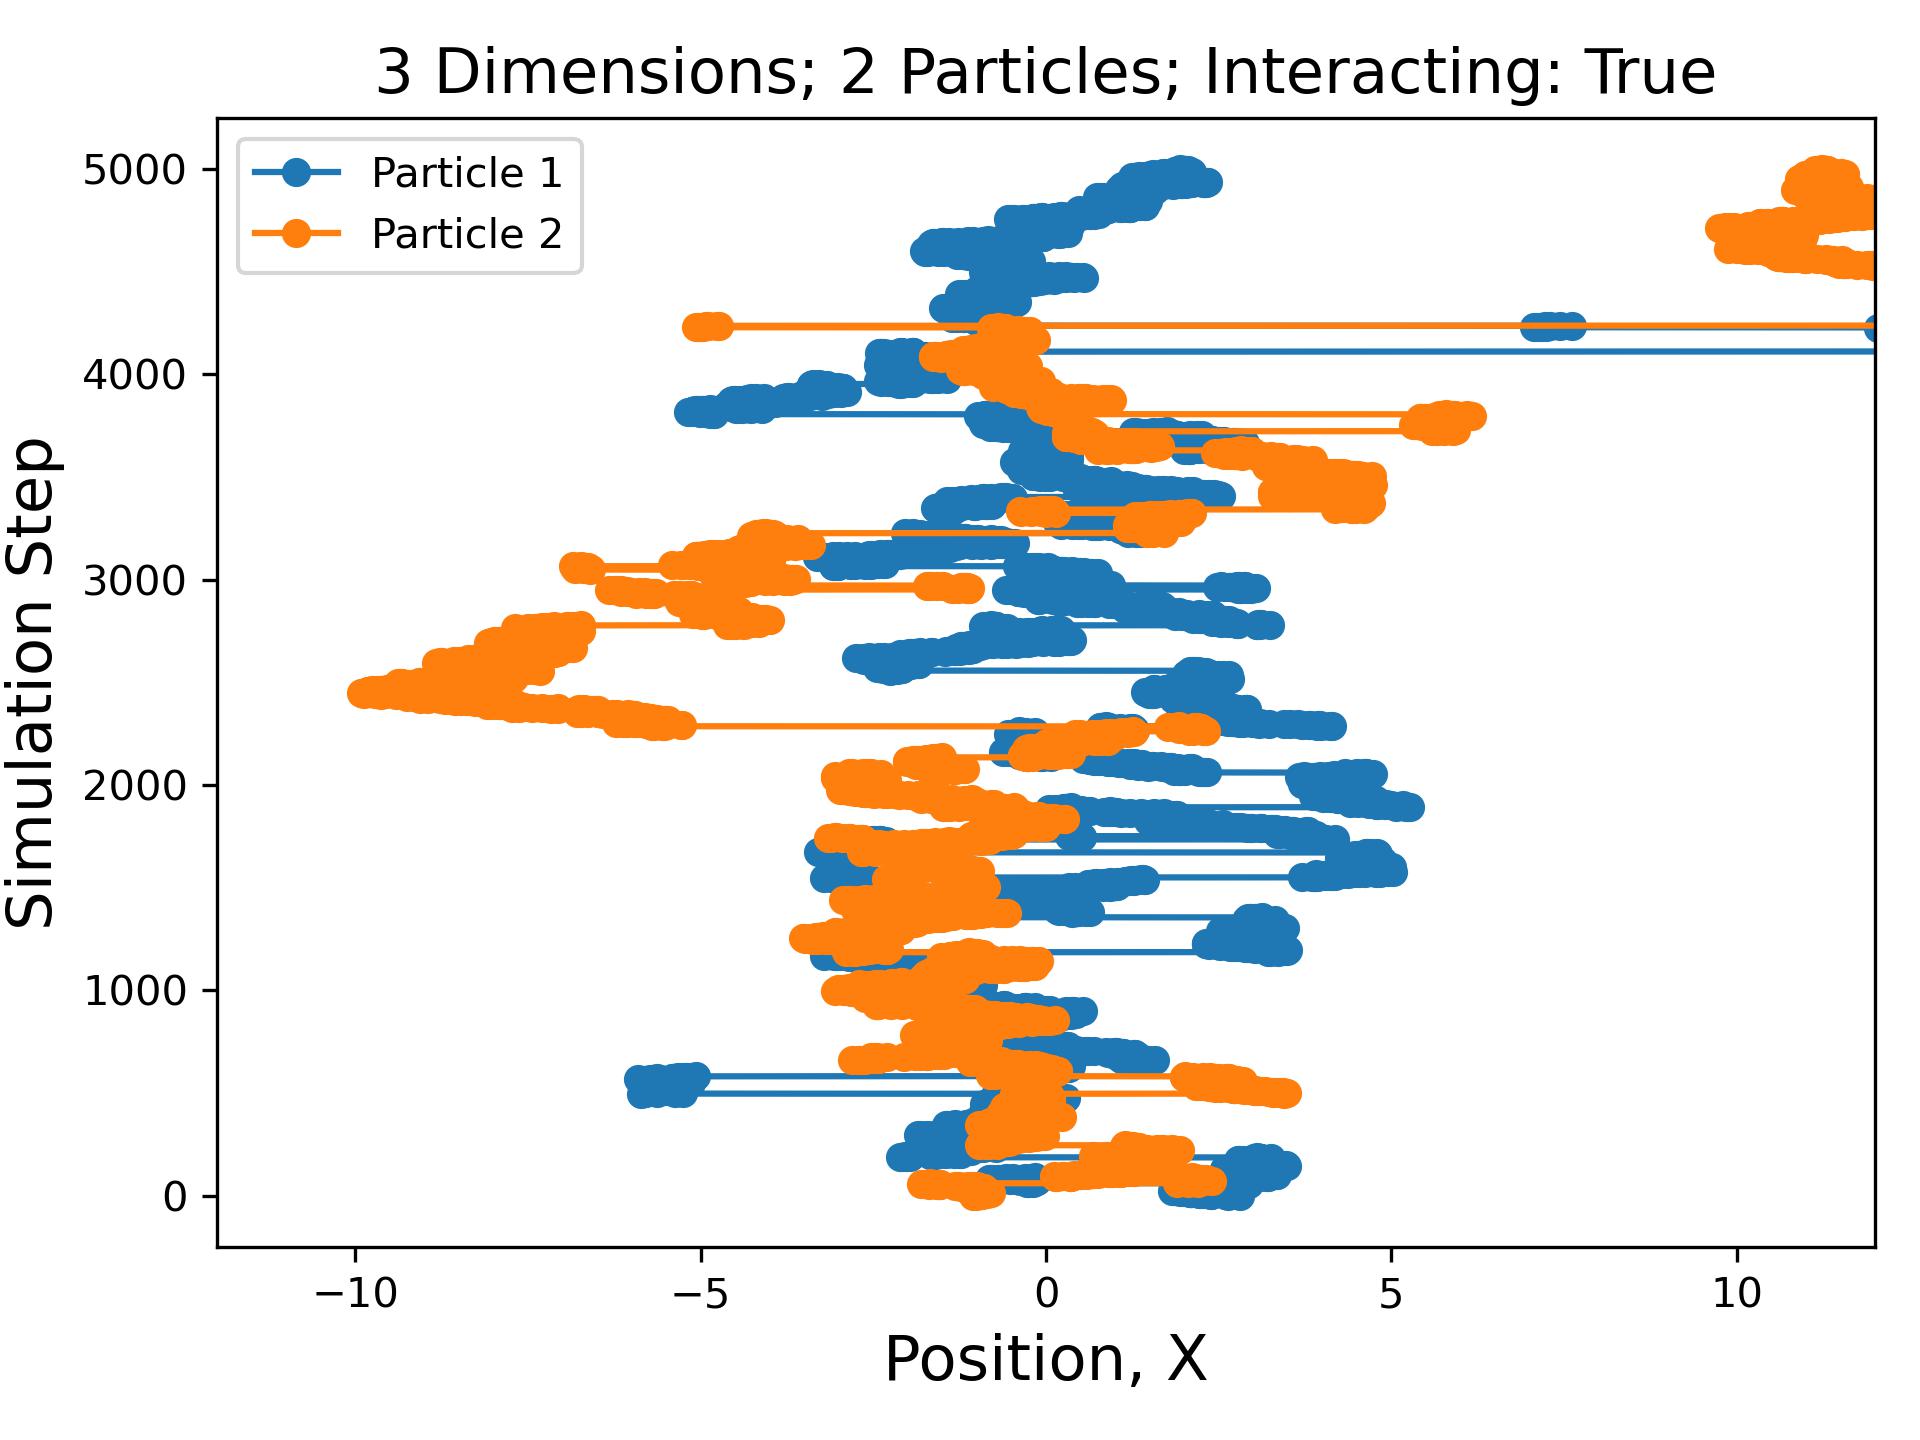 3 Dimensions; 2 Particles; Interacting: True
Particle 1
Particle 2
5000
4000
3000
2000
1000
0
Simulation Step
−10
−5
0
5
10
Position, X